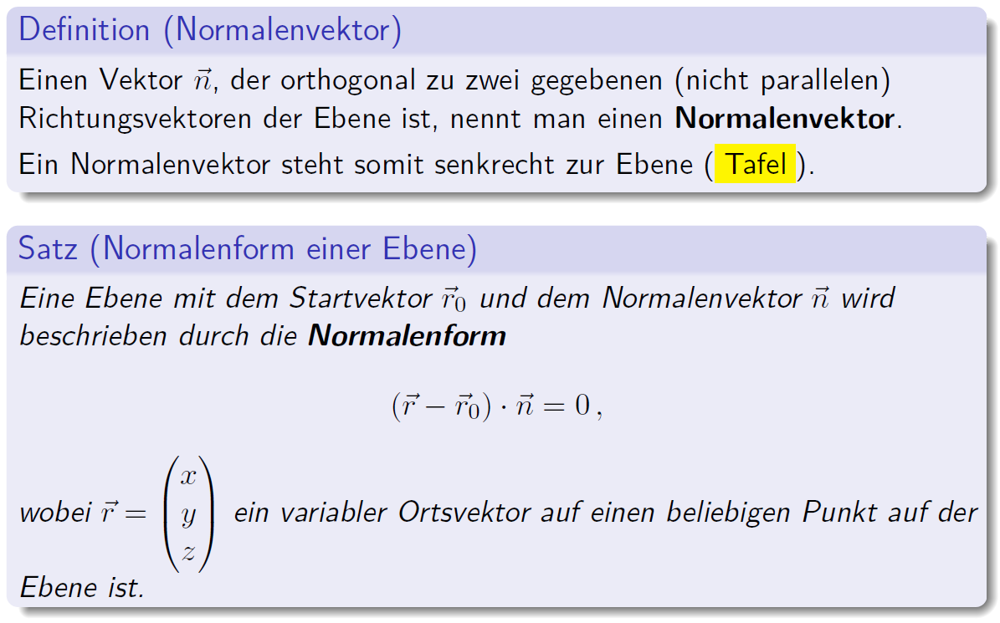 Definition (Normalenvektor)
Einen Vektor $\vec{n}$, der orthogonal zu zwei gegebenen (nicht parallelen)
Richtungsvektoren der Ebene ist, nennt man einen Normalenvektor.
Ein Normalenvektor steht somit senkrecht zur Ebene ( Tafel ).
Satz (Normalenform einer Ebene)
Eine Ebene mit dem Startvektor $\vec{r}_0$ und dem Normalenvektor $\vec{n}$ wird
beschrieben durch die Normalenform
$(\vec{r} - \vec{r}_0) \cdot \vec{n} = 0\,,$
wobei $\vec{r} = \begin{pmatrix} x \\ y \\ z \end{pmatrix}$ ein variabler Ortsvektor auf einen beliebigen Punkt auf der
Ebene ist.